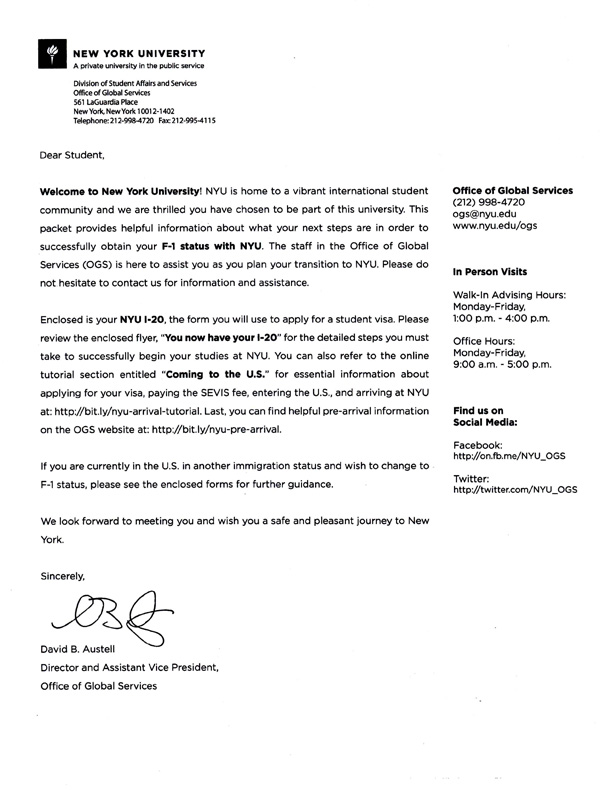 NEW YORK UNIVERSITY
A private university in the public service
Division of Student Affairs and Services
Office of Global Services
561 LaGuardia Place
New York, New York 10012-1402
Telephone: 212-998-4720 Fax: 212-995-4115
Dear Student,
Welcome to New York University! NYU is home to a vibrant international student
community and we are thrilled you have chosen to be part of this university. This
packet provides helpful information about what your next steps are in order to
successfully obtain your F-1 status with NYU. The staff in the Office of Global
Services (OGS) is here to assist you as you plan your transition to NYU. Please do
not hesitate to contact us for information and assistance.
Enclosed is your NYU I-20, the form you will use to apply for a student visa. Please
review the enclosed flyer, "You now have your I-20" for the detailed steps you must
take to successfully begin your studies at NYU. You can also refer to the online
tutorial section entitled "Coming to the U.S." for essential information about
applying for your visa, paying the SEVIS fee, entering the U.S., and arriving at NYU
at: http://bit.ly/nyu-arrival-tutorial. Last, you can find helpful pre-arrival information
on the OGS website at: http://bit.ly/nyu-pre-arrival.
If you are currently in the U.S. in another immigration status and wish to change to
F-1 status, please see the enclosed forms for further guidance.
We look forward to meeting you and wish you a safe and pleasant journey to New
York.
Sincerely,
David B. Austell
Director and Assistant Vice President,
Office of Global Services
Office of Global Services
(212) 998-4720
ogs@nyu.edu
www.nyu.edu/ogs
In Person Visits
Walk-In Advising Hours:
Monday-Friday,
1:00 p.m. - 4:00 p.m.
Office Hours:
Monday-Friday,
9:00 a.m. - 5:00 p.m.
Find us on
Social Media:
Facebook:
http://on.fb.me/NYU_OGS
Twitter:
http://twitter.com/NYU_OGS